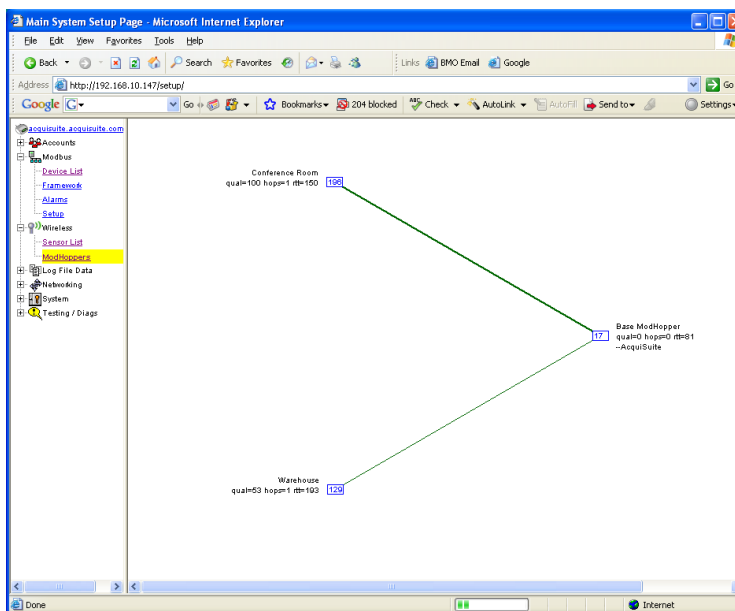 Main System Setup Page - Microsoft Internet Explorer
File Edit View Favorites Tools Help
Back Search Favorites Links BMO Email Google
Address http://192.168.10.147/setup/ Go
Google G Go Bookmarks 204 blocked ABC Check AutoLink AutoFill Send to Settings
acquisuite.acquisuite.com
Accounts
Modbus
Device List
Framework
Alarms
Setup
Wireless
Sensor List
ModHoppers
Log File Data
Networking
System
Testing / Diags
Conference Room
qual=100 hops=1 rtt=150 196
Base ModHopper
17 qual=0 hops=0 rtt=81
--AcquiSuite
Warehouse
qual=53 hops=1 rtt=193 129
Done Internet